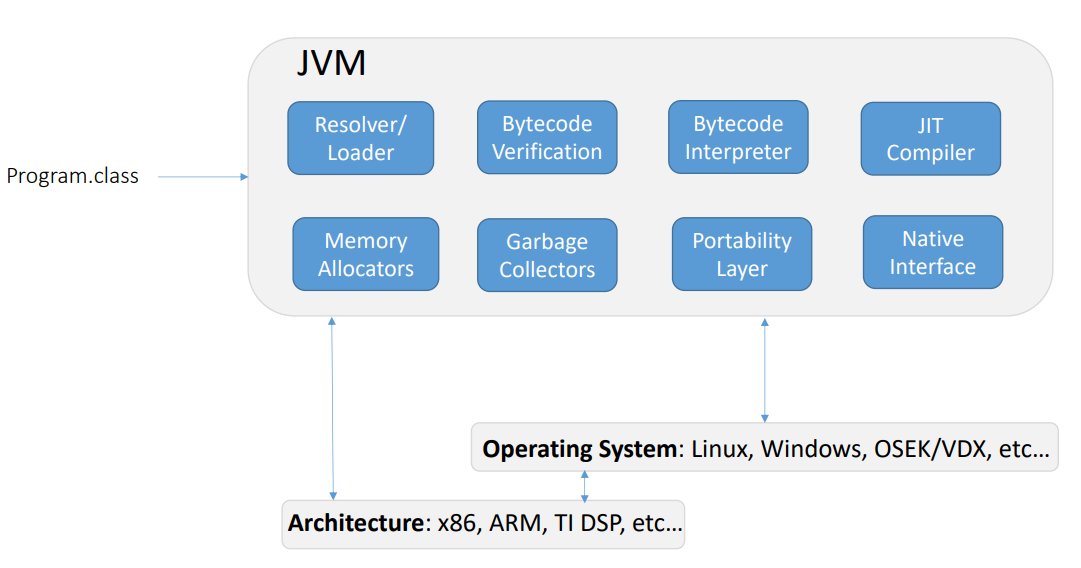 JVM
Resolver/
Loader
Bytecode
Verification
Bytecode
Interpreter
JIT
Compiler
Program.class
Memory
Allocators
Garbage
Collectors
Portability
Layer
Native
Interface
Operating System: Linux, Windows, OSEK/VDX, etc...
Architecture: x86, ARM, TI DSP, etc...